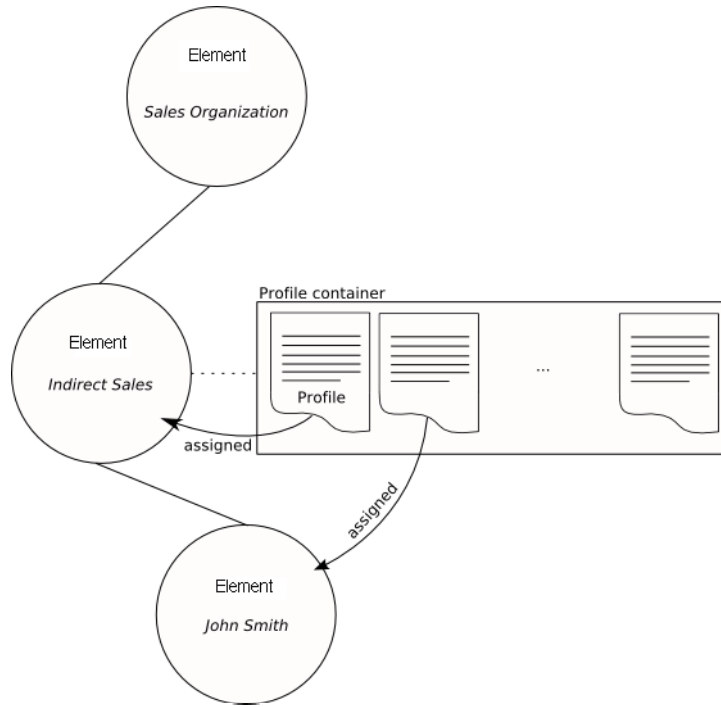 Element
Sales Organization
Profile container
Element
Indirect Sales
...
Profile
assigned
assigned
Element
John Smith